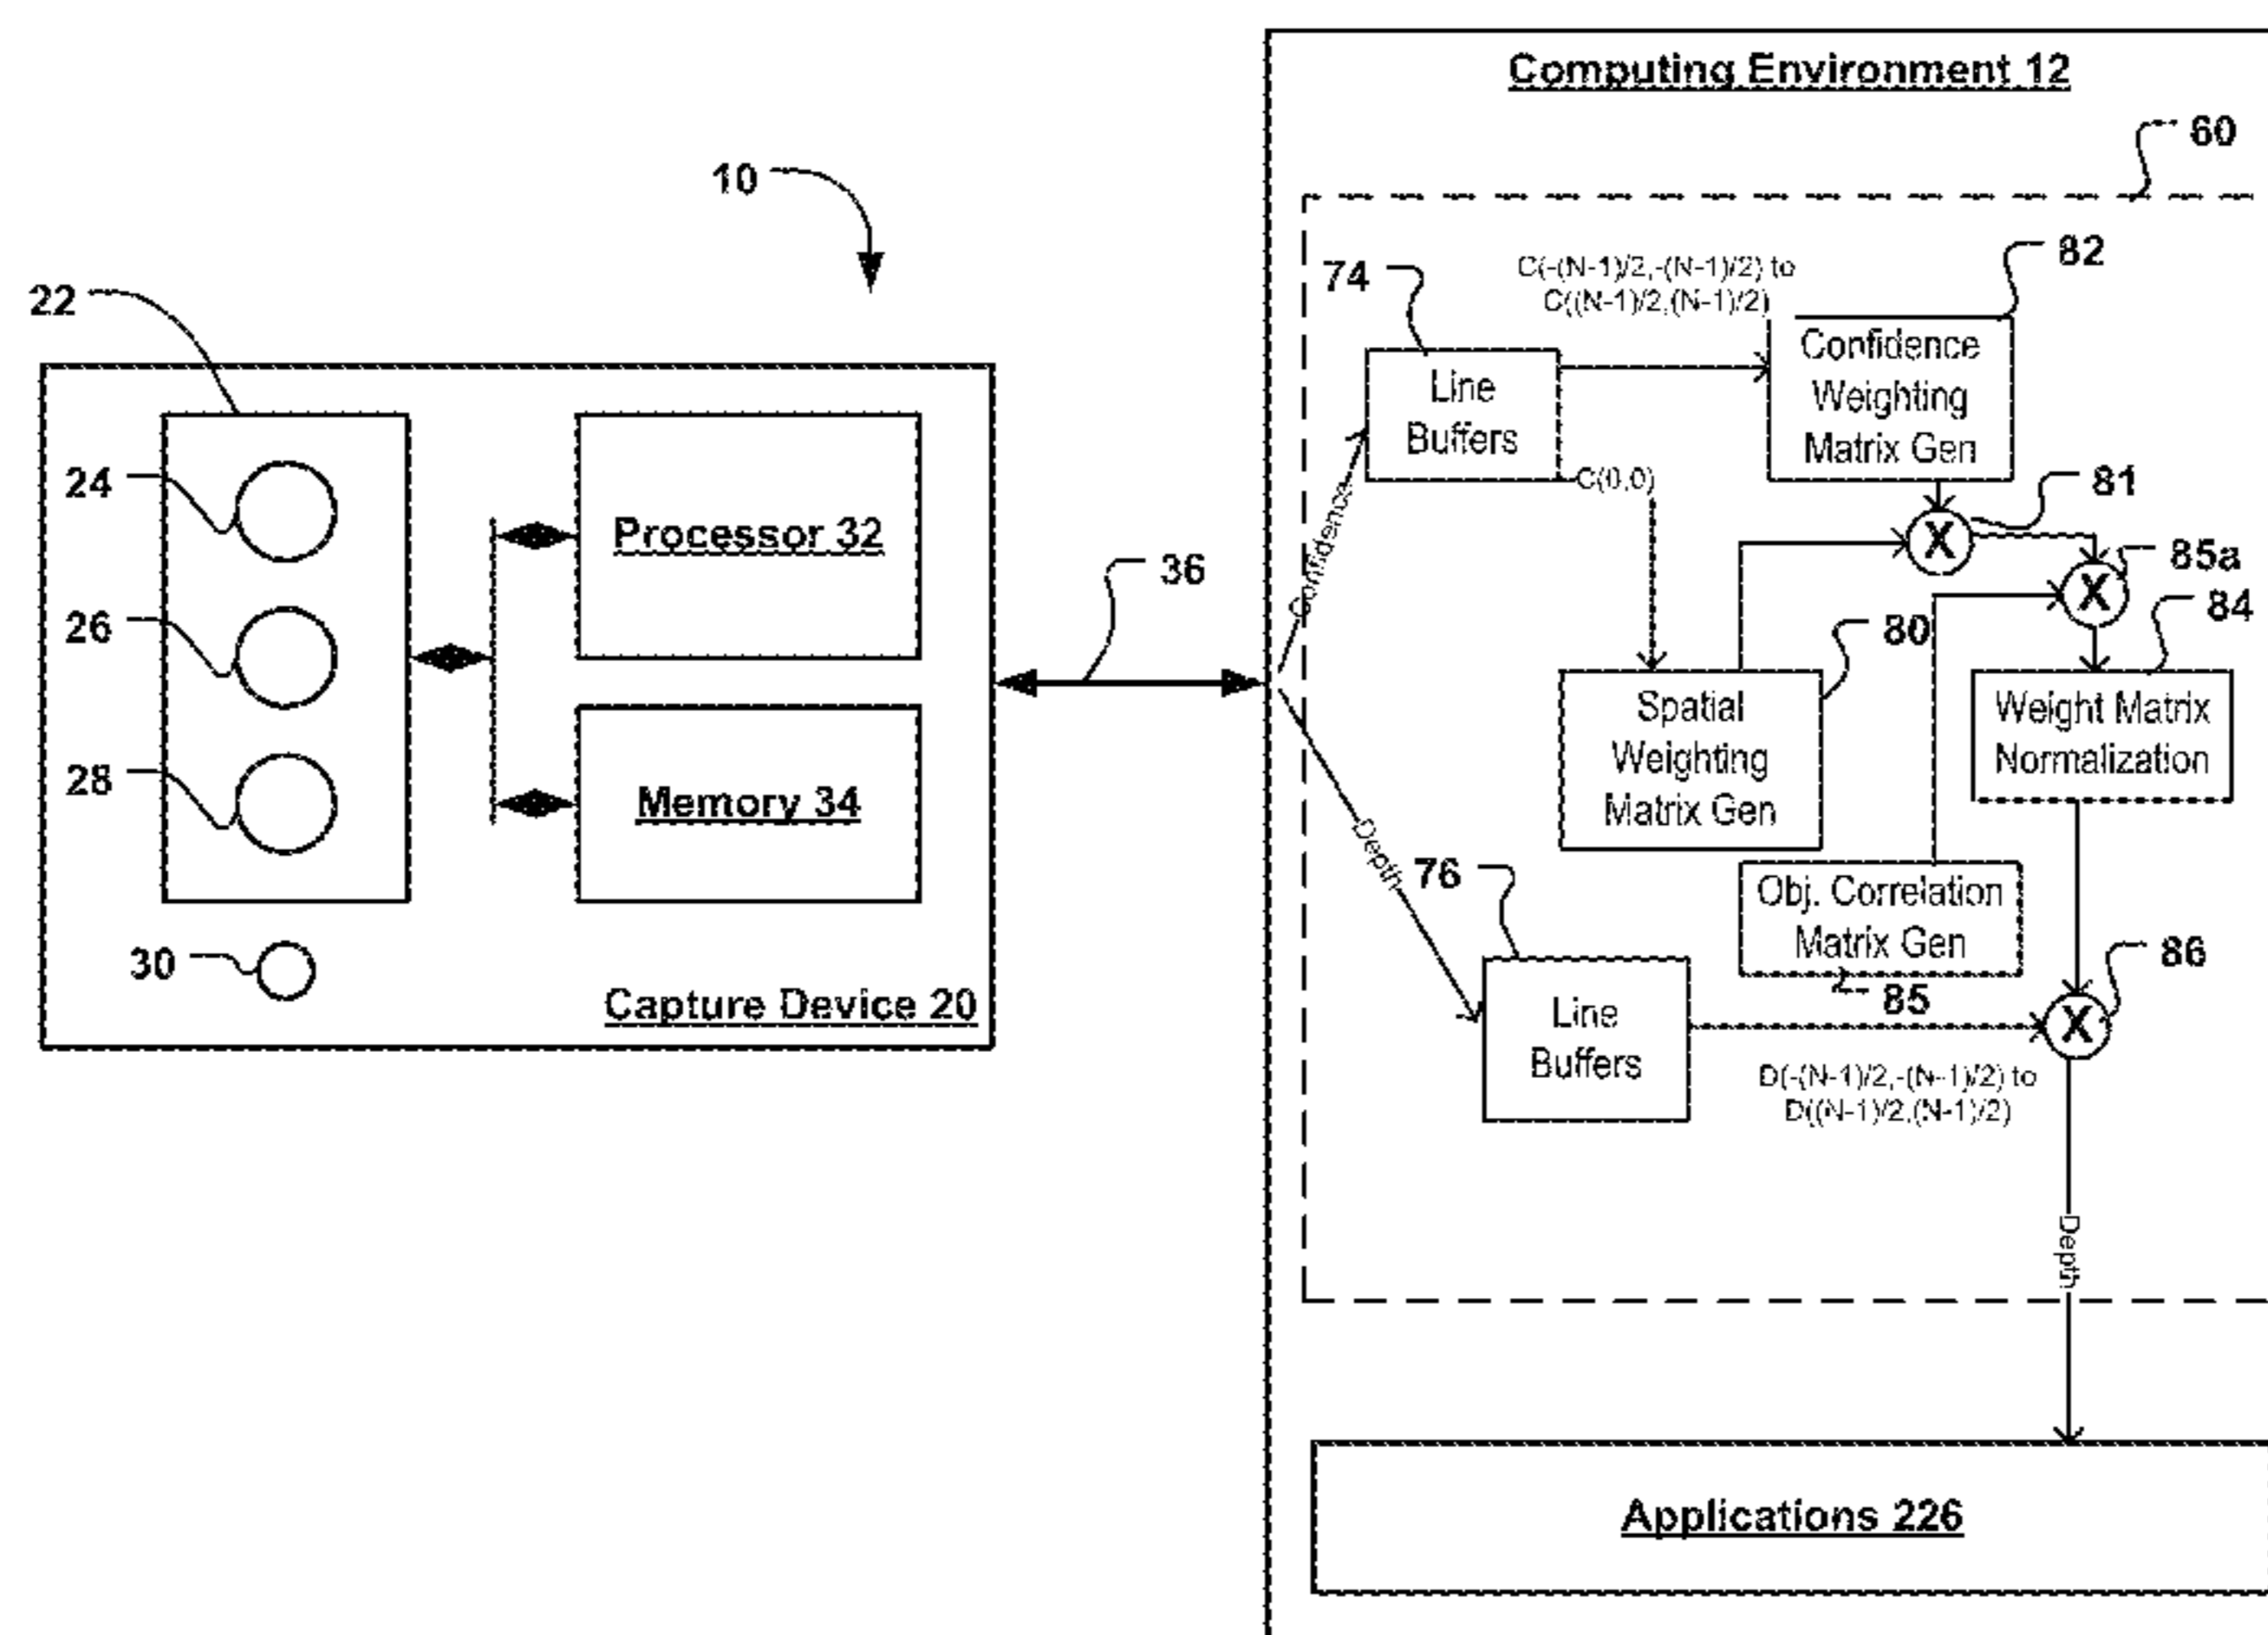 Computing Environment 12
60
10
82
C(-(N-1)/2,-(N-1)/2) to
C((N-1)/2,(N-1)/2)
74
22
Confidence
Weighting
Matrix Gen
Line
Buffers
24
C(0,0)
81
Processor 32
Confidence
36
85a
84
26
80
Spatial
Weighting
Matrix Gen
Weight Matrix
Normalization
28
Memory 34
Depth
76
Obj. Correlation
Matrix Gen
86
30
85
Capture Device 20
Line
Buffers
D(-(N-1)/2,-(N-1)/2) to
D((N-1)/2,(N-1)/2)
Depth
Applications 226